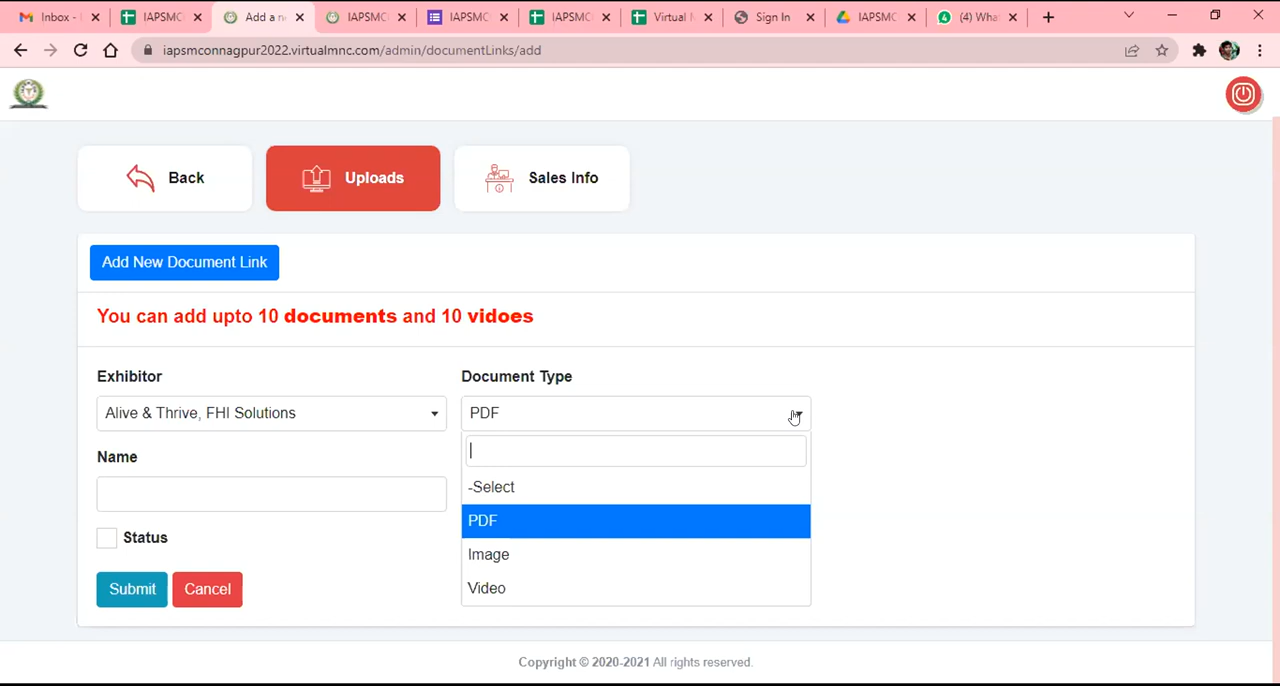 Inbox -
IAPSMC
Add a n
IAPSMC
IAPSMC
IAPSMC
Virtual M
Sign In
IAPSMC
(4) What
iapsmconnagpur2022.virtualmnc.com/admin/documentLinks/add
Back
Uploads
Sales Info
Add New Document Link
You can add upto 10 documents and 10 vidoes
Exhibitor
Document Type
Alive & Thrive, FHI Solutions
PDF
Name
-Select
PDF
Status
Image
Submit
Cancel
Video
Copyright © 2020-2021 All rights reserved.